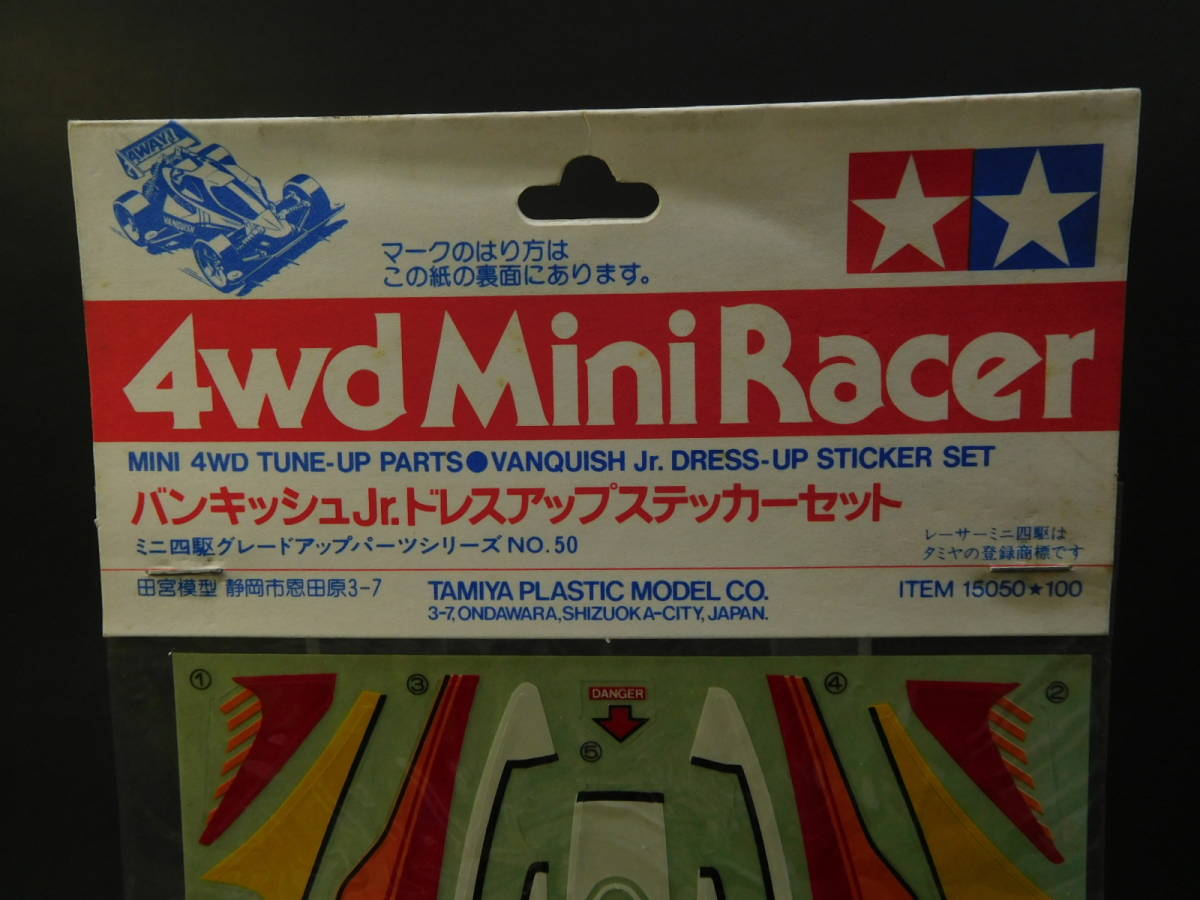 4WAY!
VANQUISH
マークのはり方は
この紙の裏面にあります。
4wd Mini Racer
MINI 4WD TUNE-UP PARTS●VANQUISH Jr. DRESS-UP STICKER SET
バンキッシュJr.ドレスアップステッカーセット
ミニ四駆グレードアップパーツシリーズNO.50
レーサーミニ四駆は
タミヤの登録商標です
田宮模型 静岡市恩田原3-7
TAMIYA PLASTIC MODEL CO.
3-7, ONDAWARA, SHIZUOKA-CITY, JAPAN.
ITEM 15050★100
①
③
DANGER
④
②
⑤